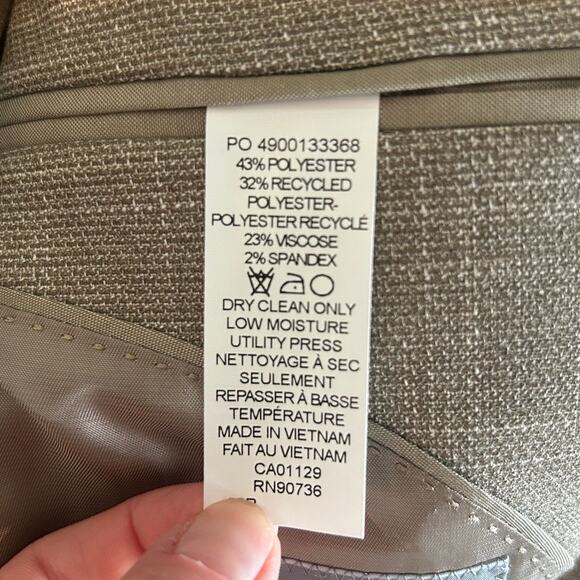 PO 4900133368
43% POLYESTER
32% RECYCLED
POLYESTER-
POLYESTER RECYCLÉ
23% VISCOSE
2% SPANDEX
DRY CLEAN ONLY
LOW MOISTURE
UTILITY PRESS
NETTOYAGE À SEC
SEULEMENT
REPASSER À BASSE
TEMPÉRATURE
MADE IN VIETNAM
FAIT AU VIETNAM
CA01129
RN90736